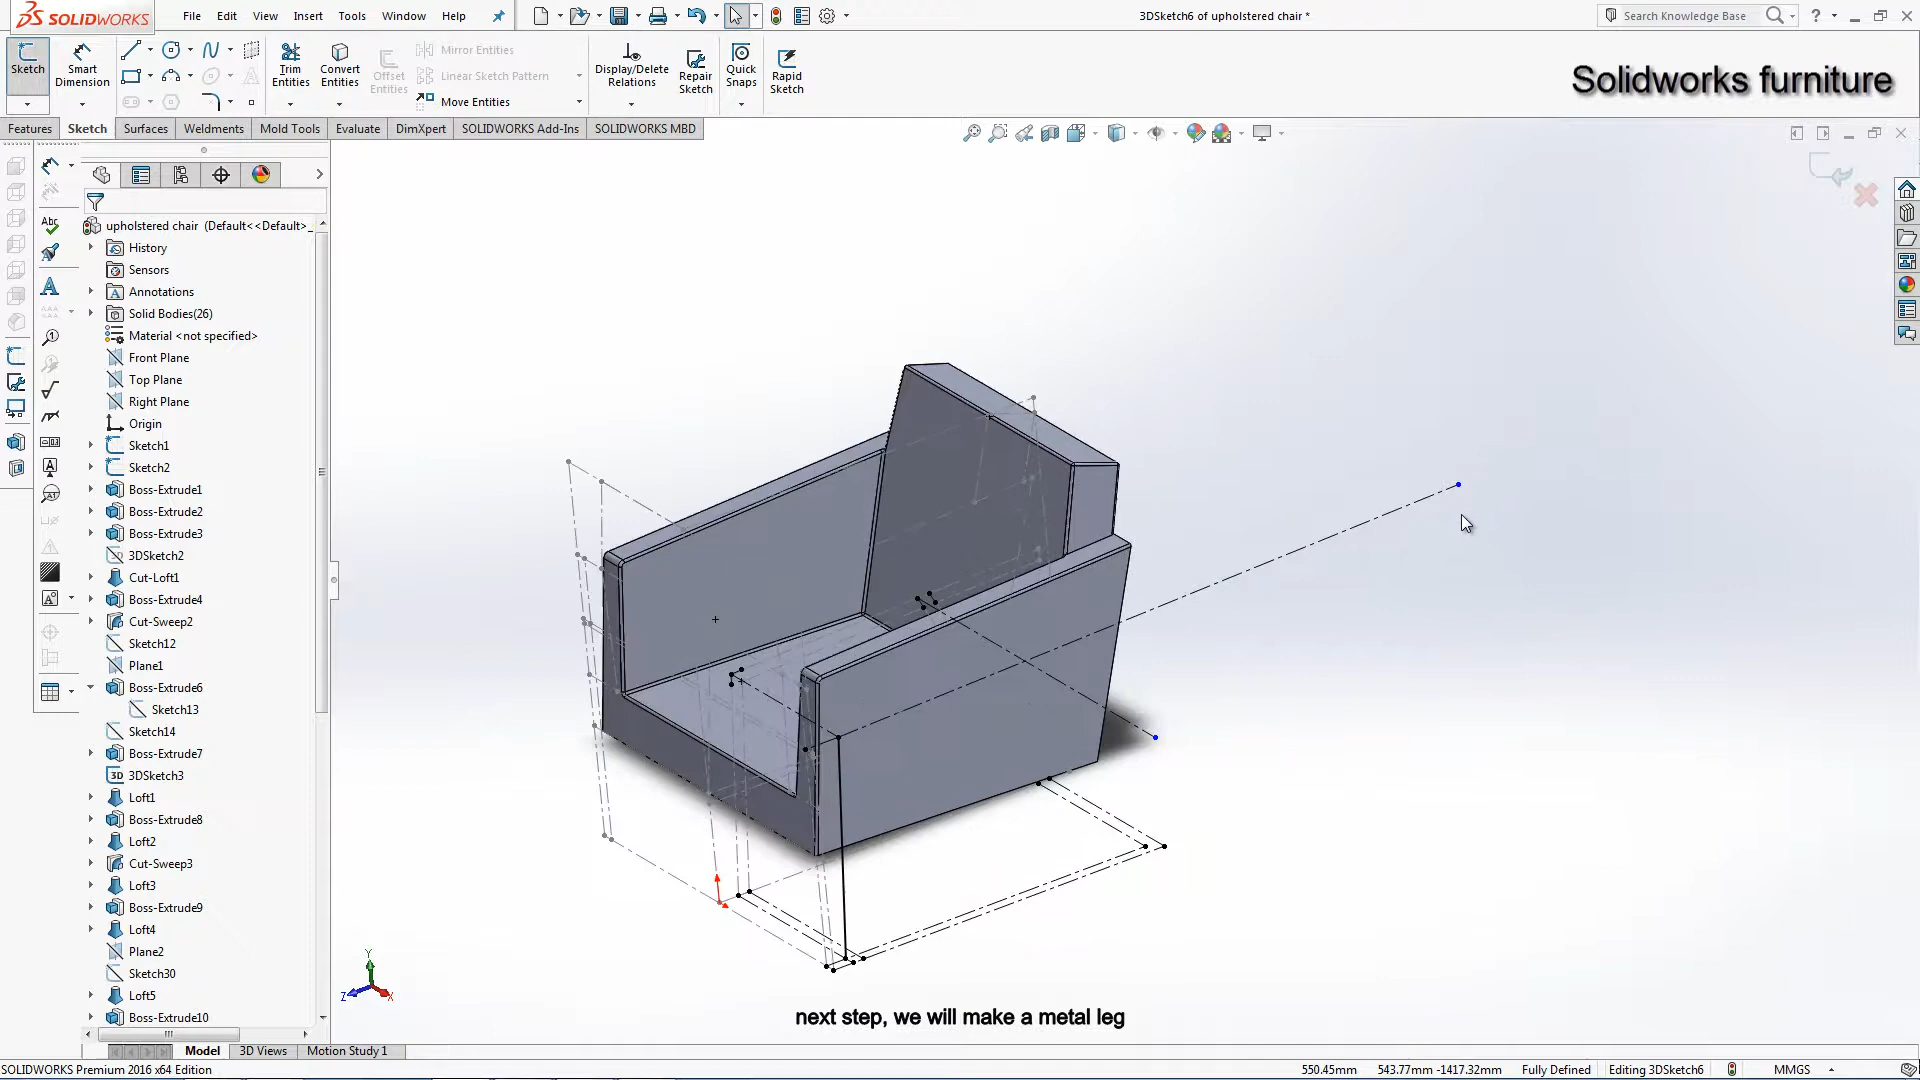 SOLIDWORKS
File Edit View Insert Tools Window Help
3DSketch6 of upholstered chair *
Search Knowledge Base
?
Sketch
Smart Dimension
Trim Entities
Convert Entities
Offset Entities
Mirror Entities
Linear Sketch Pattern
Move Entities
Display/Delete Relations
Repair Sketch
Quick Snaps
Rapid Sketch
Solidworks furniture
Features Sketch Surfaces Weldments Mold Tools Evaluate DimXpert SOLIDWORKS Add-Ins SOLIDWORKS MBD
upholstered chair (Default<<Default>_
History
Sensors
Annotations
Solid Bodies(26)
Material <not specified>
Front Plane
Top Plane
Right Plane
Origin
Sketch1
Sketch2
Boss-Extrude1
Boss-Extrude2
Boss-Extrude3
3DSketch2
Cut-Loft1
Boss-Extrude4
Cut-Sweep2
Sketch12
Plane1
Boss-Extrude6
Sketch13
Sketch14
Boss-Extrude7
3D 3DSketch3
Loft1
Boss-Extrude8
Loft2
Cut-Sweep3
Loft3
Boss-Extrude9
Loft4
Plane2
Sketch30
Loft5
Boss-Extrude10
Abc
Y
Z
X
next step, we will make a metal leg
Model 3D Views Motion Study 1
SOLIDWORKS Premium 2016 x64 Edition
550.45mm 543.77mm -1417.32mm Fully Defined Editing 3DSketch6 MMGS